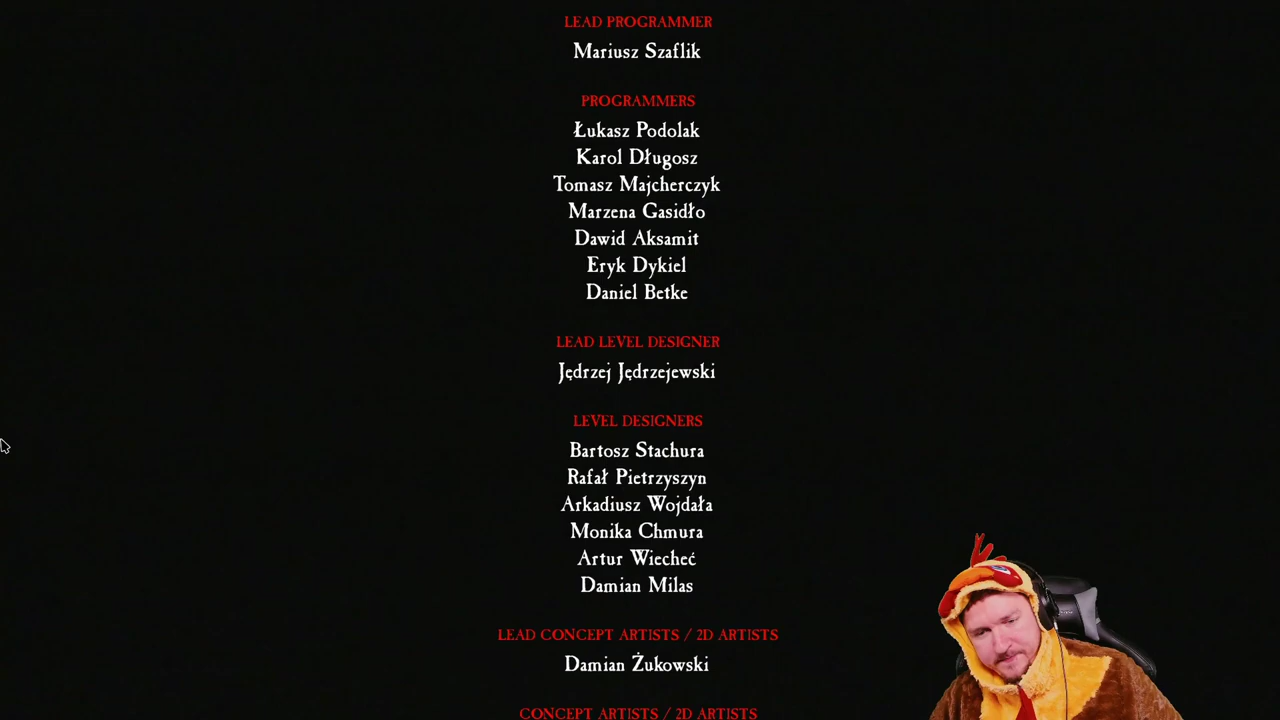 LEAD PROGRAMMER
Mariusz Szaflik
PROGRAMMERS
Łukasz Podolak
Karol Długosz
Tomasz Majcherczyk
Marzena Gasidło
Dawid Aksamit
Eryk Dykiel
Daniel Betke
LEAD LEVEL DESIGNER
Jędrzej Jędrzejewski
LEVEL DESIGNERS
Bartosz Stachura
Rafał Pietrzyszyn
Arkadiusz Wojdała
Monika Chmura
Artur Wiecheć
Damian Milas
LEAD CONCEPT ARTISTS / 2D ARTISTS
Damian Żukowski
CONCEPT ARTISTS / 2D ARTISTS